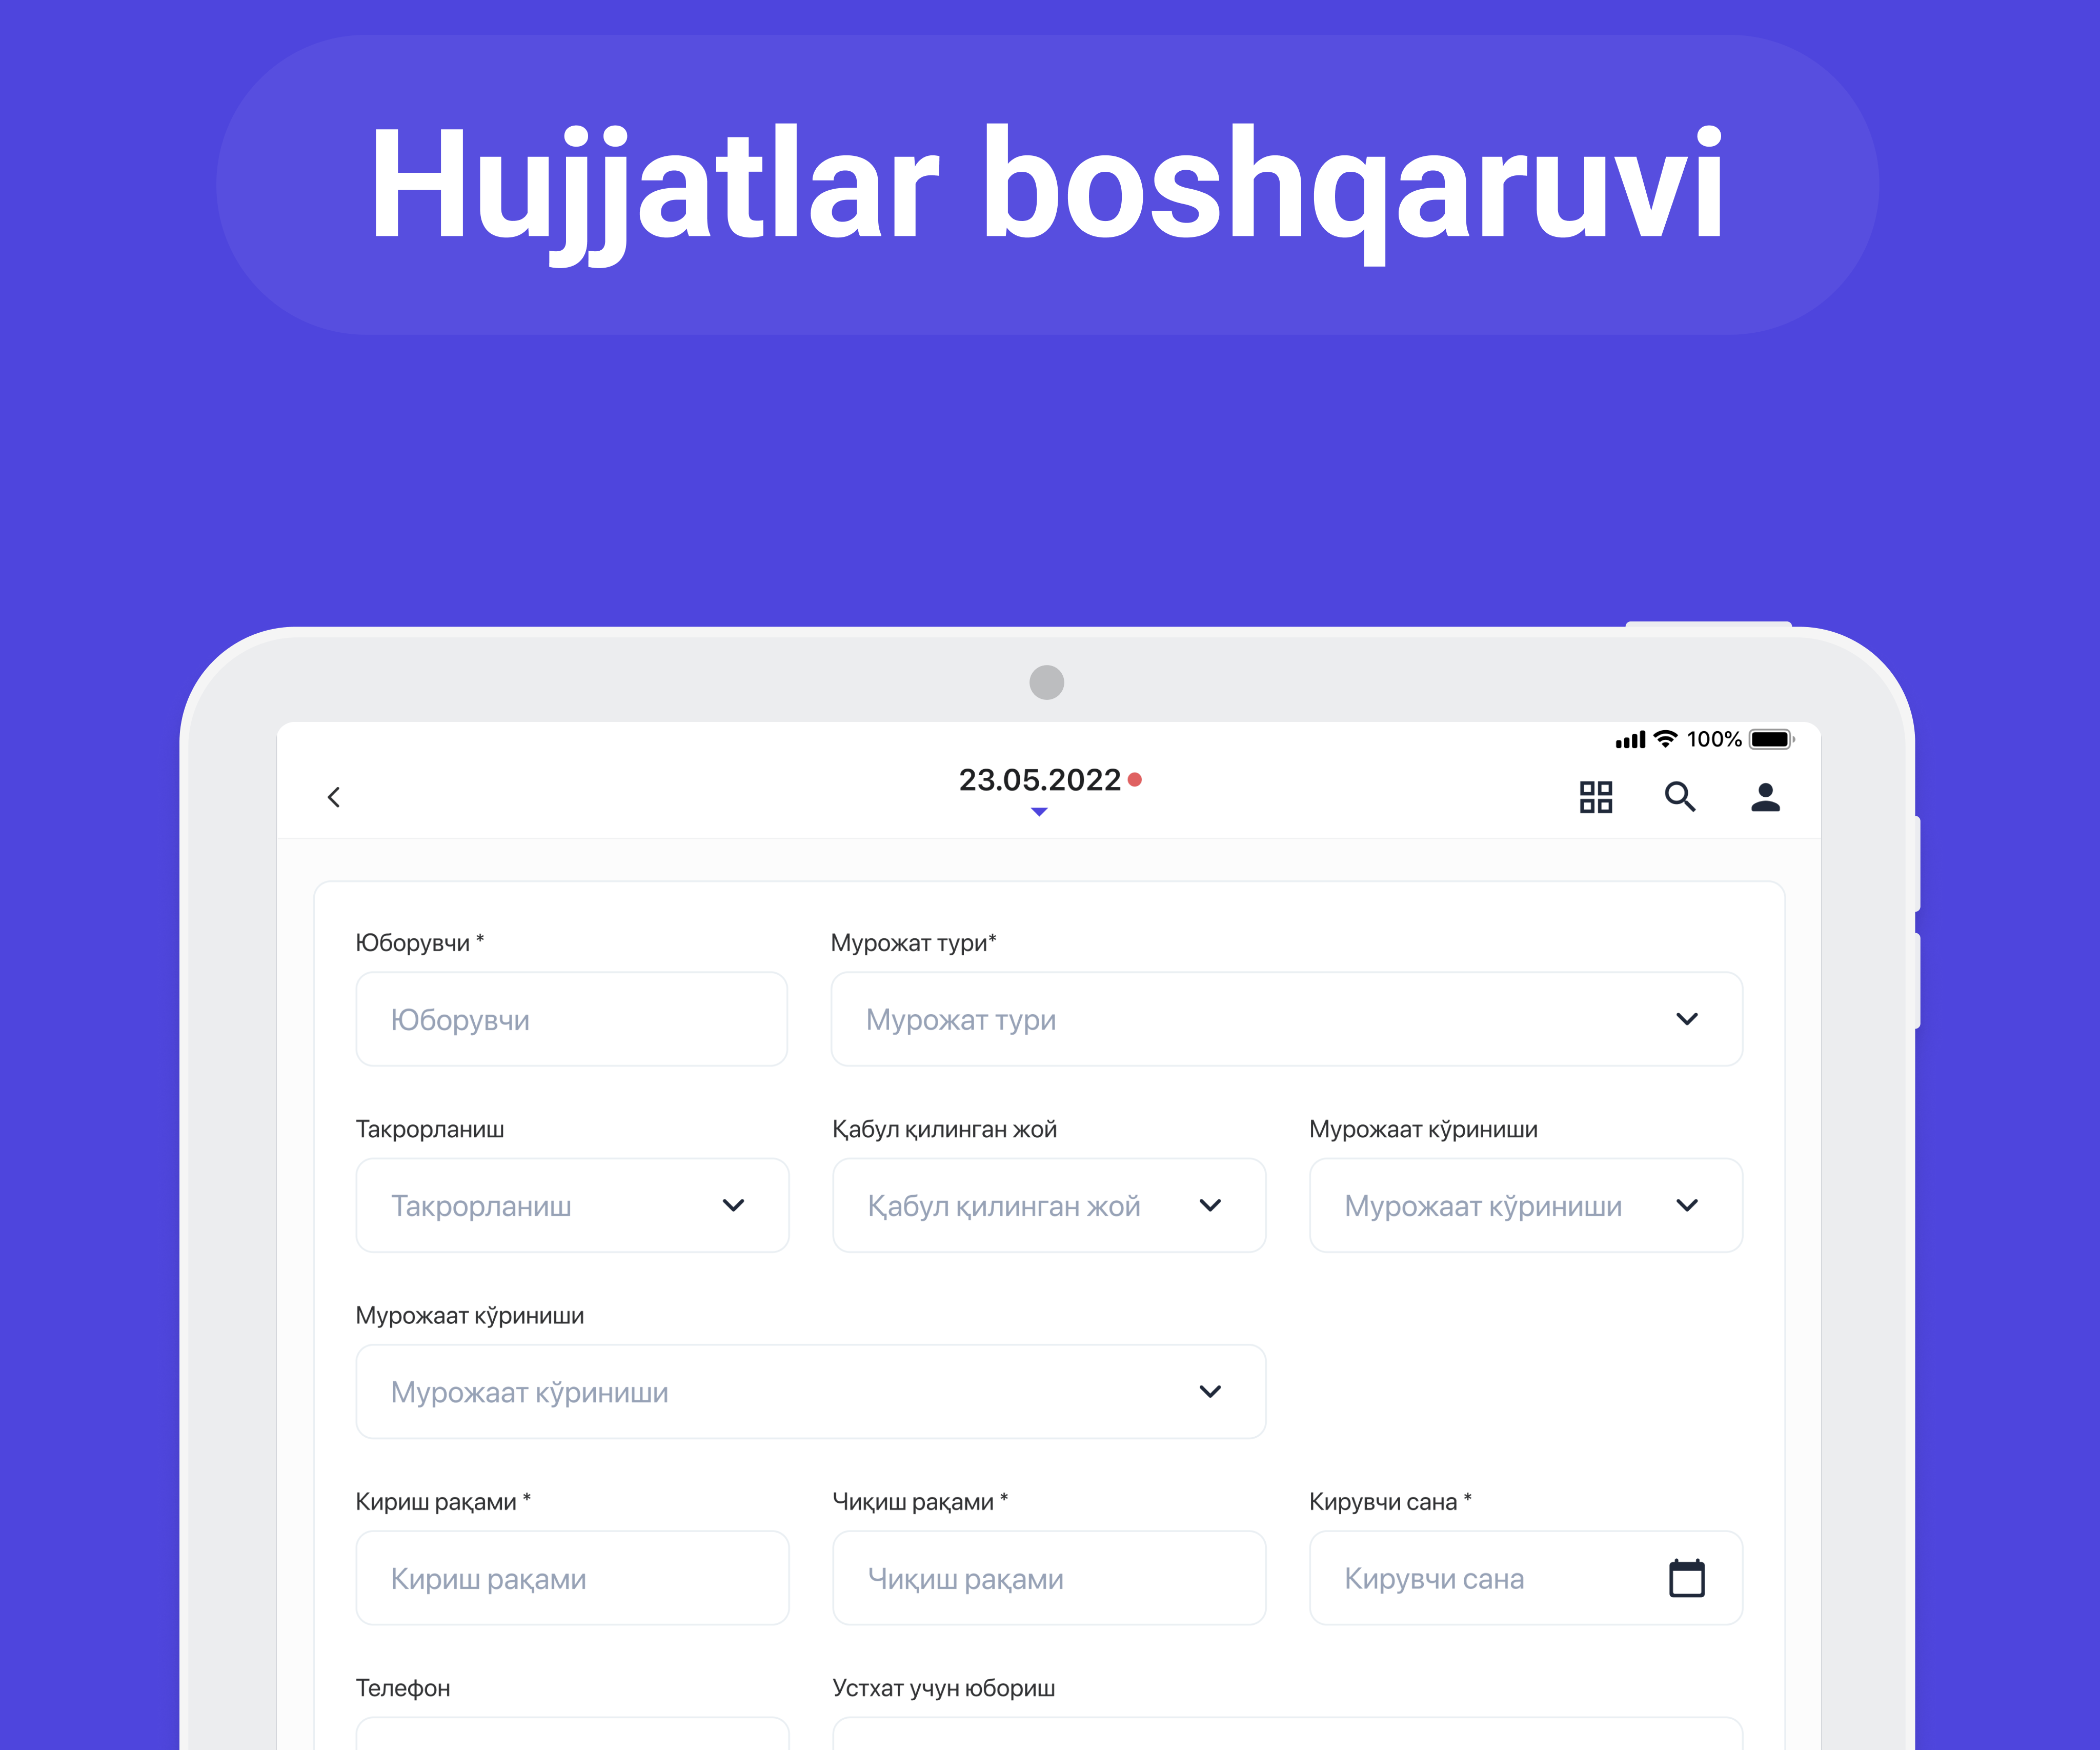 Hujjatlar boshqaruvi
100%
23.05.2022
Юборувчи * Мурожат тури*
Юборувчи Мурожат тури
Такрорланиш Қабул қилинган жой Мурожаат кўриниши
Такрорланиш Қабул қилинган жой Мурожаат кўриниши
Мурожаат кўриниши
Мурожаат кўриниши
Кириш рақами * Чиқиш рақами * Кирувчи сана *
Кириш рақами Чиқиш рақами Кирувчи сана
Телефон Устхат учун юбориш